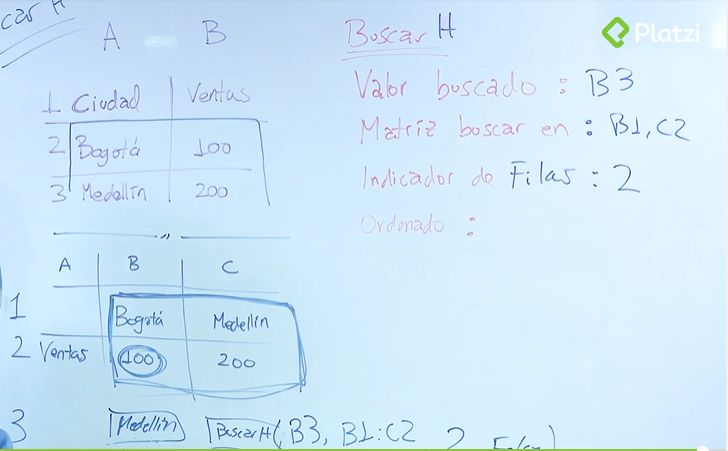 car H
A B
Buscar H
Platzi
1 Ciudad Ventas
2 Bogotá 100
3 Medellín 200
Valor buscado : B3
Matriz buscar en : B1, C2
Indicador de Filas : 2
Ordenado :
A B C
1 Bogotá Medellín
2 Ventas 100 200
3 Medellín BuscarH( B3, B1:C2 2